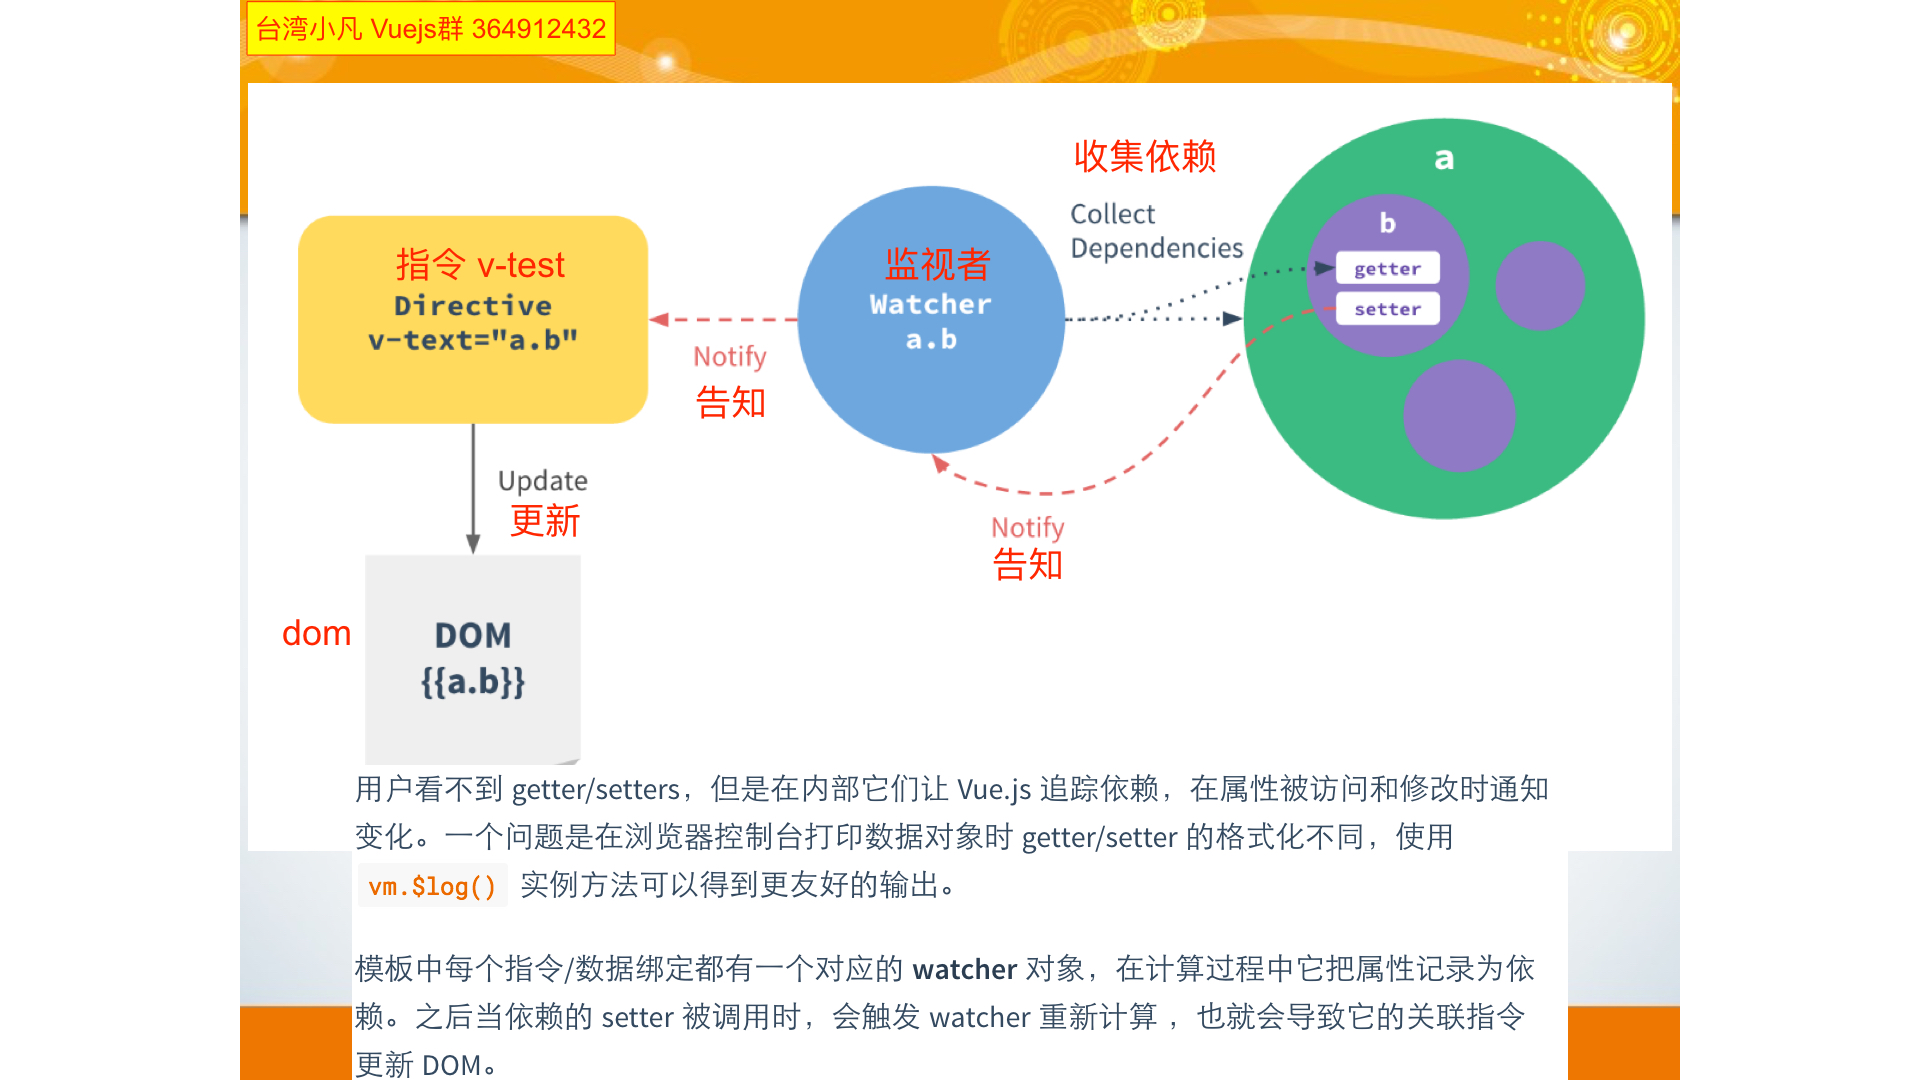 台湾小凡 Vuejs群 364912432
收集依赖
Collect
Dependencies
a
b
getter
setter
指令 v-test
Directive
v-text="a.b"
监视者
Watcher
a.b
Notify
告知
Update
更新
Notify
告知
dom
DOM
{{a.b}}
用户看不到 getter/setters，但是在内部它们让 Vue.js 追踪依赖，在属性被访问和修改时通知
变化。一个问题是在浏览器控制台打印数据对象时 getter/setter 的格式化不同，使用
vm.$log() 实例方法可以得到更友好的输出。
模板中每个指令/数据绑定都有一个对应的 watcher 对象，在计算过程中它把属性记录为依
赖。之后当依赖的 setter 被调用时，会触发 watcher 重新计算 ，也就会导致它的关联指令
更新 DOM。